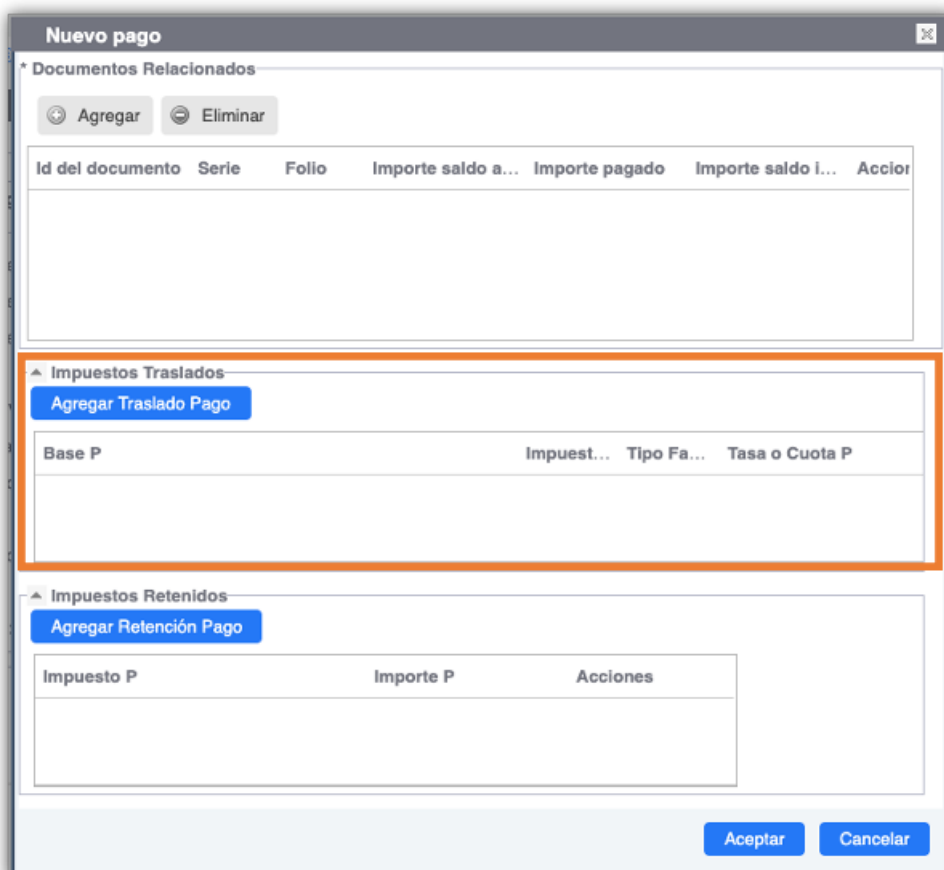 Nuevo pago
* Documentos Relacionados
Agregar Eliminar
Id del documento Serie Folio Importe saldo a... Importe pagado Importe saldo i... Accior
Impuestos Traslados
Agregar Traslado Pago
Base P Impuest... Tipo Fa... Tasa o Cuota P
Impuestos Retenidos
Agregar Retención Pago
Impuesto P Importe P Acciones
Aceptar Cancelar